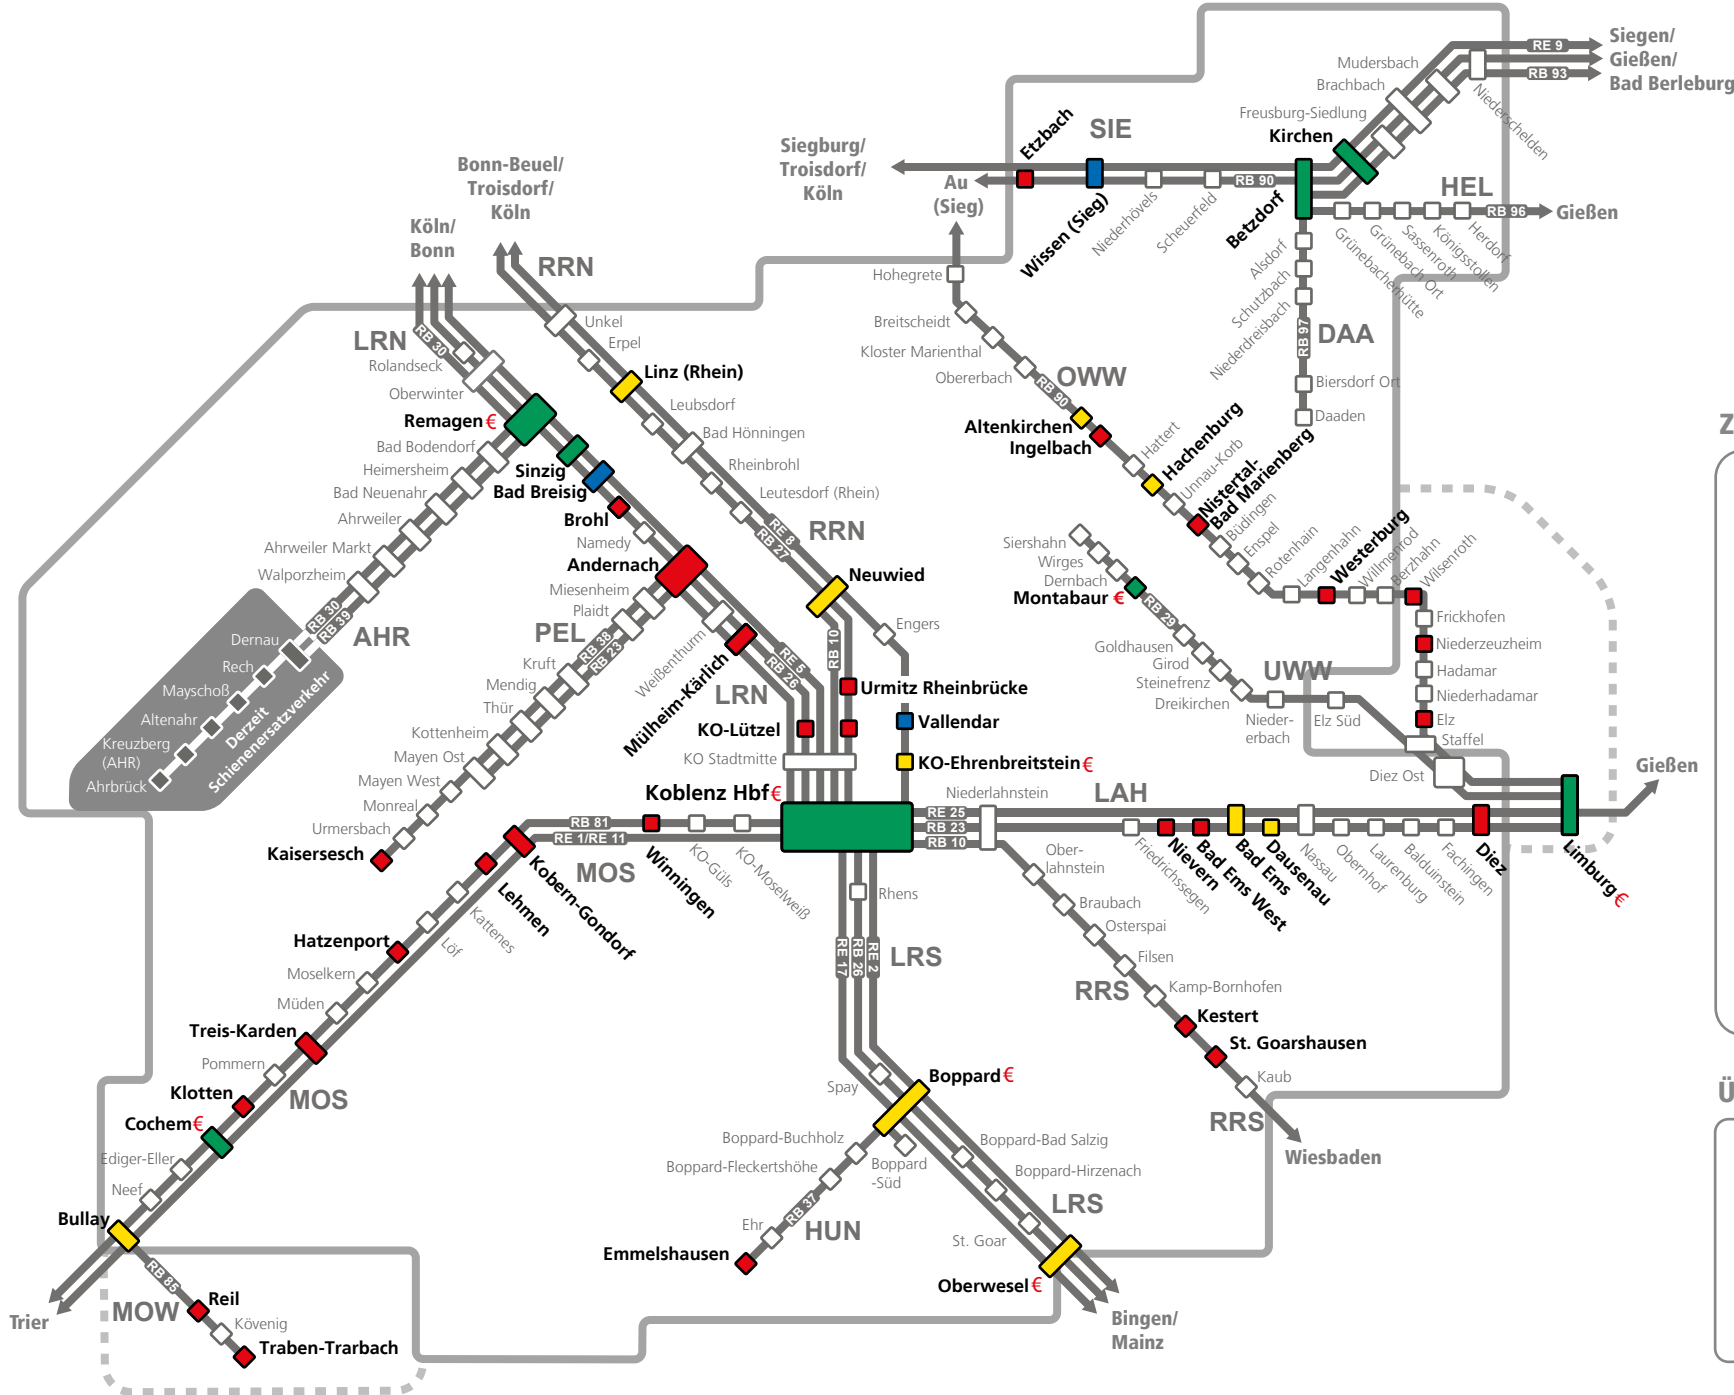 Siegen/
Gießen/
Bad Berleburg
RE 9
RB 93
Mudersbach
Brachbach
Freusburg-Siedlung
Kirchen
Niederschelden
HEL
RB 96
Gießen
Herdorf
Königsstollen
Sassenroth
Grünebach Ort
Grünebacherhütte
Siegburg/
Troisdorf/
Köln
Au
(Sieg)
Etzbach
SIE
Wissen (Sieg)
Niederhövels
Scheuerfeld
RB 90
Betzdorf
Alsdorf
Schutzbach
Niederdreisbach
RB 97
DAA
Biersdorf Ort
Daaden
Bonn-Beuel/
Troisdorf/
Köln
Köln/
Bonn
RRN
LRN
RB 30
Rolandseck
Oberwinter
Remagen €
Unkel
Erpel
Linz (Rhein)
Leubsdorf
Bad Hönningen
Rheinbrohl
Leutesdorf (Rhein)
RE 8
RB 27
RRN
Neuwied
Engers
RB 10
Urmitz Rheinbrücke
Vallendar
KO-Ehrenbreitstein €
Hohegrete
Breitscheidt
Kloster Marienthal
Obererbach
RB 90
OWW
Altenkirchen
Ingelbach
Hattert
Hachenburg
Unnau-Korb
Nistertal-
Bad Marienberg
Büdingen
Enspel
Rotenhain
Langenhahn
Westerburg
Willmenrod
Berzhahn
Wilsenroth
Frickhofen
Niederzeuzheim
Hadamar
Niederhadamar
Elz
Staffel
Siershahn
Wirges
Dernbach
Montabaur €
RB 29
Goldhausen
Girod
Steinefrenz
Dreikirchen
UWW
Nieder-
erbach
Elz Süd
Diez Ost
Gießen
Sinzig
Bad Breisig
Brohl
Namedy
Andernach
Bad Bodendorf
Heimersheim
Bad Neuenahr
Ahrweiler
Ahrweiler Markt
Walporzheim
RB 30
RB 39
AHR
Dernau
Rech
Mayschoß
Altenahr
Kreuzberg
(AHR)
Ahrbrück
Derzeit
Schienenersatzverkehr
Miesenheim
Plaidt
PEL
RB 38
RB 23
Kruft
Mendig
Thür
Kottenheim
Mayen Ost
Mayen West
Monreal
Urmersbach
Kaisersesch
Weißenthurm
Mülheim-Kärlich
RE 5
RB 26
LRN
KO-Lützel
KO Stadtmitte
Koblenz Hbf €
RB 81
RE 1/RE 11
MOS
Winningen
KO-Güls
KO-Moselweiß
Kobern-Gondorf
Lehmen
Kattenes
Löf
Hatzenport
Moselkern
Müden
Treis-Karden
Pommern
MOS
Klotten
Cochem €
Ediger-Eller
Neef
Bullay
Trier
RB 85
MOW
Reil
Kövenig
Traben-Trarbach
Niederlahnstein
LAH
RE 25
RB 23
RB 10
Friedrichssegen
Nievern
Bad Ems West
Bad Ems
Dausenau
Nassau
Obernhof
Laurenburg
Balduinstein
Fachingen
Diez
Limburg €
Ober-
lahnstein
Braubach
Osterspai
Filsen
RRS
Kamp-Bornhofen
Kestert
St. Goarshausen
Kaub
RRS
Wiesbaden
Rhens
RE 17
RB 26
RE 2
LRS
Spay
Boppard €
Boppard-Buchholz
Boppard-Fleckertshöhe
Boppard
-Süd
RB 37
HUN
Ehr
Emmelshausen
Boppard-Bad Salzig
Boppard-Hirzenach
LRS
St. Goar
Oberwesel €
Bingen/
Mainz
Z
Ü